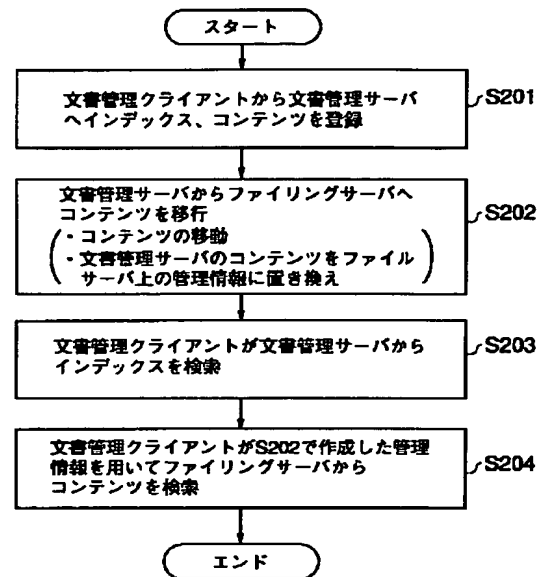 スタート
文書管理クライアントから文書管理サーバ
へインデックス、コンテンツを登録
S201
文書管理サーバからファイリングサーバへ
コンテンツを移行
・コンテンツの移動
・文書管理サーバのコンテンツをファイル
サーバ上の管理情報に置き換え
S202
文書管理クライアントが文書管理サーバから
インデックスを検索
S203
文書管理クライアントがS202で作成した管理
情報を用いてファイリングサーバから
コンテンツを検索
S204
エンド